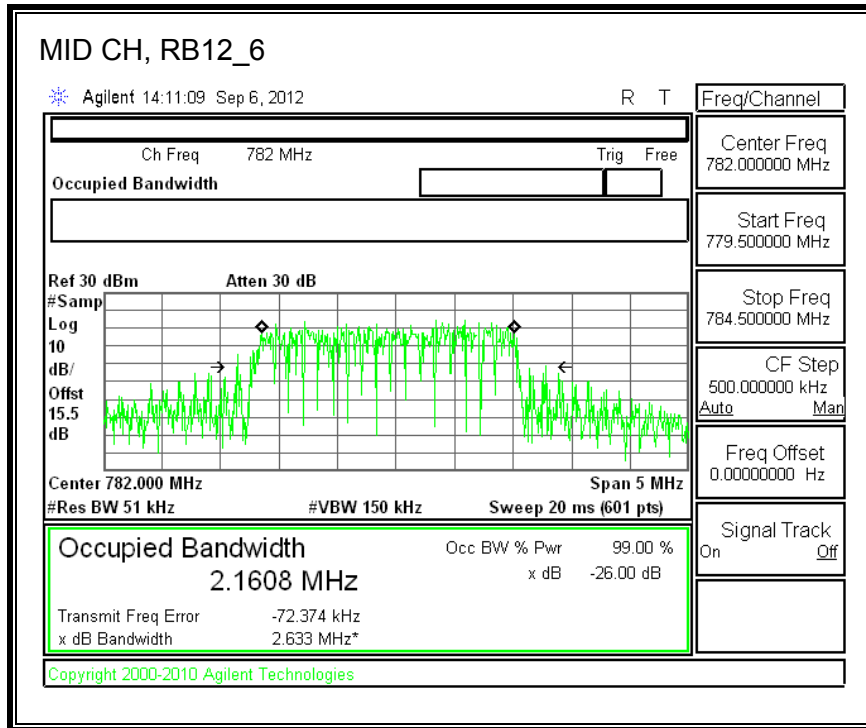 MID CH, RB12_6
Agilent 14:11:09 Sep 6, 2012 R T
Ch Freq 782 MHz Trig Free
Occupied Bandwidth
Ref 30 dBm Atten 30 dB
#Samp
Log
10
dB/
Offst
15.5
dB
Center 782.000 MHz Span 5 MHz
#Res BW 51 kHz #VBW 150 kHz Sweep 20 ms (601 pts)
Occupied Bandwidth Occ BW % Pwr 99.00 %
2.1608 MHz x dB -26.00 dB
Transmit Freq Error -72.374 kHz
x dB Bandwidth 2.633 MHz*
Copyright 2000-2010 Agilent Technologies
Freq/Channel
Center Freq
782.000000 MHz
Start Freq
779.500000 MHz
Stop Freq
784.500000 MHz
CF Step
500.000000 kHz
Auto Man
Freq Offset
0.00000000 Hz
Signal Track
On Off